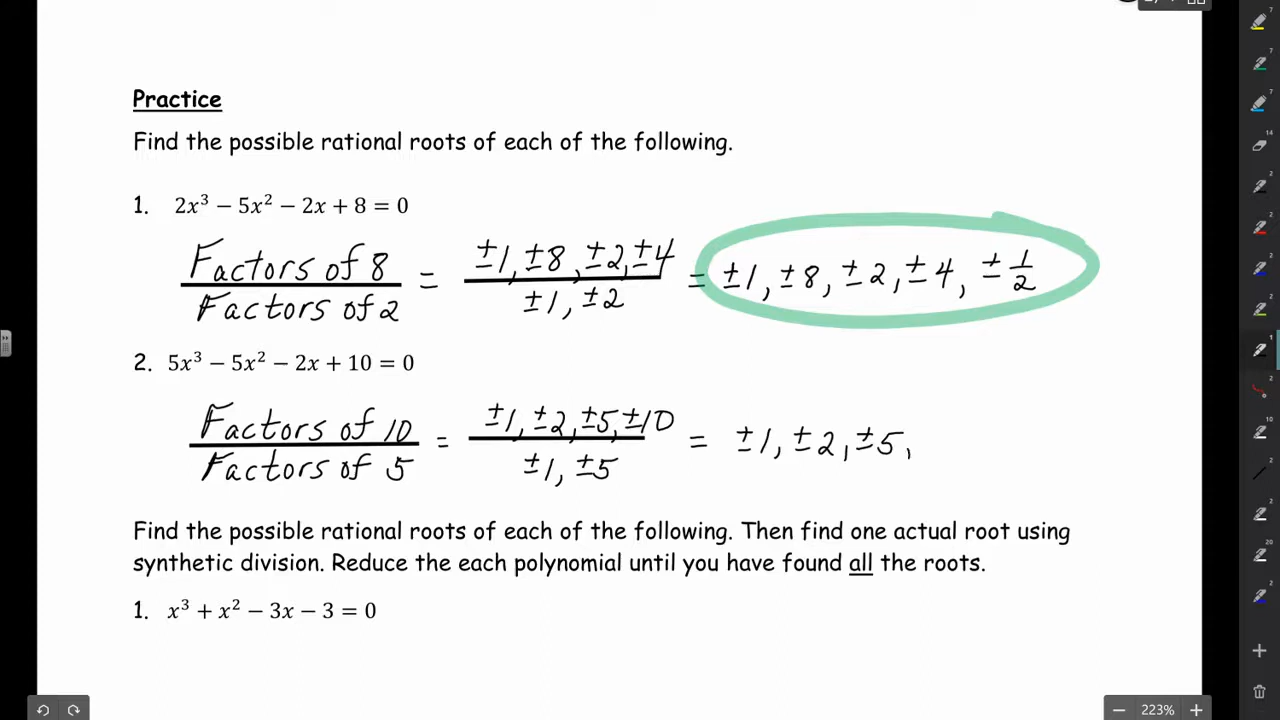 Practice
Find the possible rational roots of each of the following.
1. 2x³ − 5x² − 2x + 8 = 0
Factors of 8 / Factors of 2 = ±1, ±8, ±2, ±4 / ±1, ±2 = ±1, ±8, ±2, ±4, ±1/2
2. 5x³ − 5x² − 2x + 10 = 0
Factors of 10 / Factors of 5 = ±1, ±2, ±5, ±10 / ±1, ±5 = ±1, ±2, ±5,
Find the possible rational roots of each of the following. Then find one actual root using
synthetic division. Reduce the each polynomial until you have found all the roots.
1. x³ + x² − 3x − 3 = 0
223%